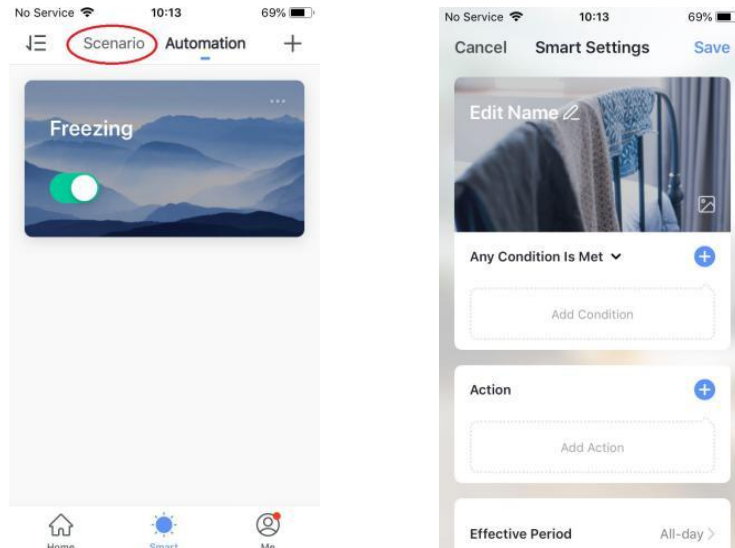 No Service 10:13 69%
Scenario Automation
Freezing
Home Smart Me
No Service 10:13 69%
Cancel Smart Settings Save
Edit Name
Any Condition Is Met
Add Condition
Action
Add Action
Effective Period All-day